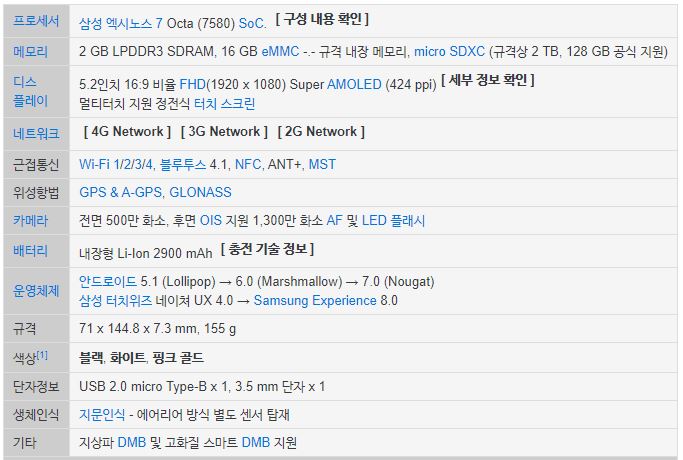 프로세서 삼성 엑시노스 7 Octa (7580) SoC. [ 구성 내용 확인 ]
메모리 2 GB LPDDR3 SDRAM, 16 GB eMMC -.- 규격 내장 메모리, micro SDXC (규격상 2 TB, 128 GB 공식 지원)
디스
플레이
5.2인치 16:9 비율 FHD(1920 x 1080) Super AMOLED (424 ppi) [ 세부 정보 확인 ]
멀티터치 지원 정전식 터치 스크린
네트워크 [ 4G Network ] [ 3G Network ] [ 2G Network ]
근접통신 Wi-Fi 1/2/3/4, 블루투스 4.1, NFC, ANT+, MST
위성항법 GPS & A-GPS, GLONASS
카메라 전면 500만 화소, 후면 OIS 지원 1,300만 화소 AF 및 LED 플래시
배터리 내장형 Li-Ion 2900 mAh [ 충전 기술 정보 ]
운영체제
안드로이드 5.1 (Lollipop) → 6.0 (Marshmallow) → 7.0 (Nougat)
삼성 터치위즈 네이쳐 UX 4.0 → Samsung Experience 8.0
규격 71 x 144.8 x 7.3 mm, 155 g
색상[1] 블랙, 화이트, 핑크 골드
단자정보 USB 2.0 micro Type-B x 1, 3.5 mm 단자 x 1
생체인식 지문인식 - 에어리어 방식 별도 센서 탑재
기타 지상파 DMB 및 고화질 스마트 DMB 지원